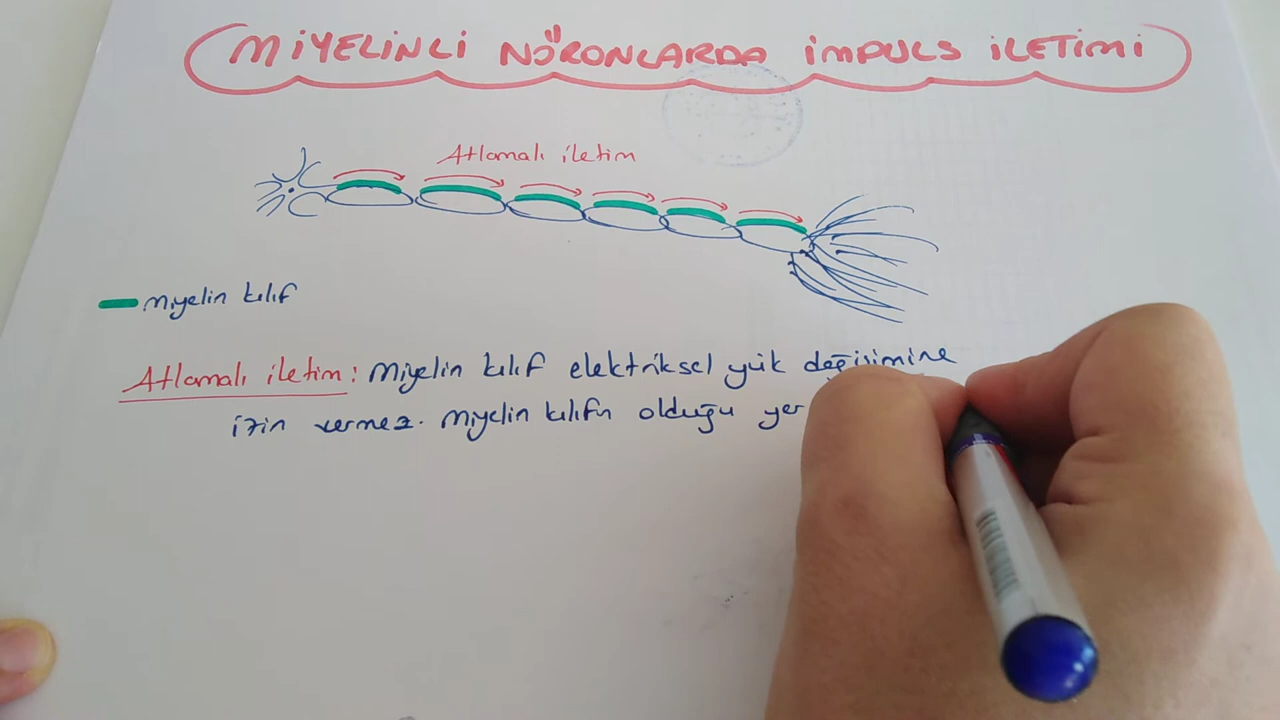 MİYELİNLİ NÖRONLARDA İMPULS İLETİMİ
Atlamalı iletim
Miyelin kılıf
Atlamalı iletim: Miyelin kılıf elektriksel yük değişimine
izin vermez. Miyelin kılıfın olduğu yer